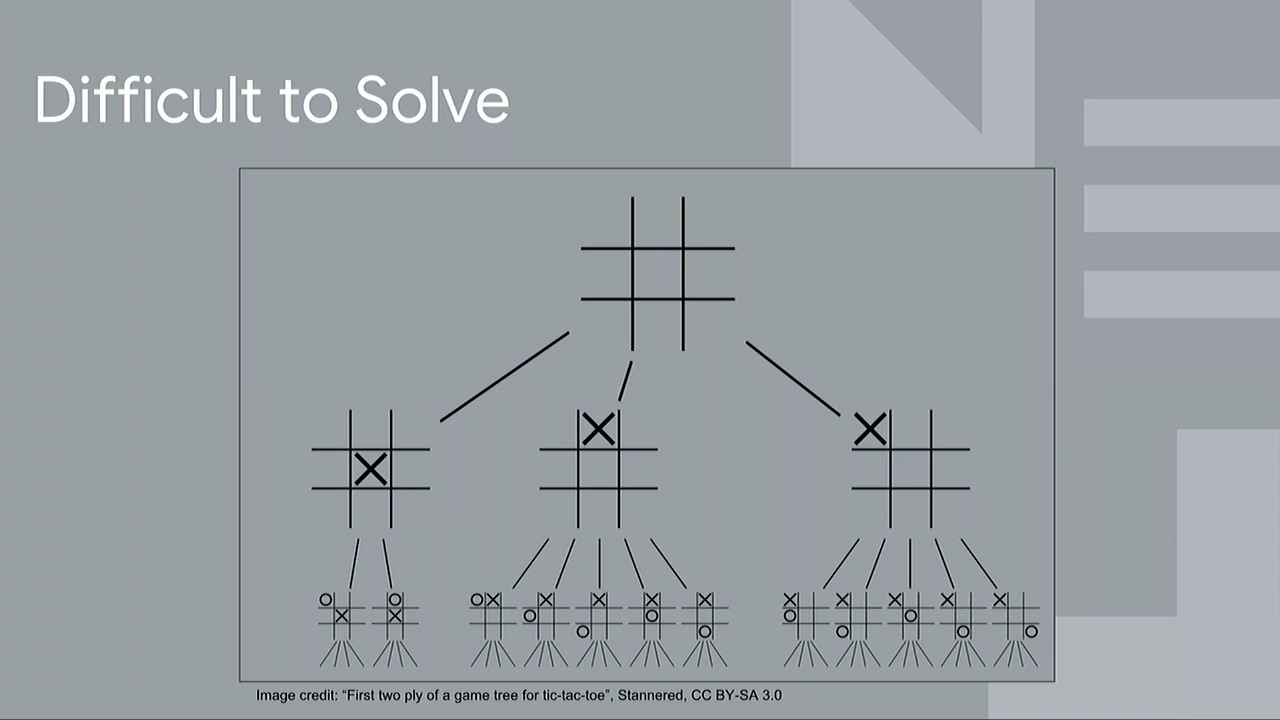 Difficult to Solve
Image credit: “First two ply of a game tree for tic-tac-toe”, Stannered, CC BY-SA 3.0